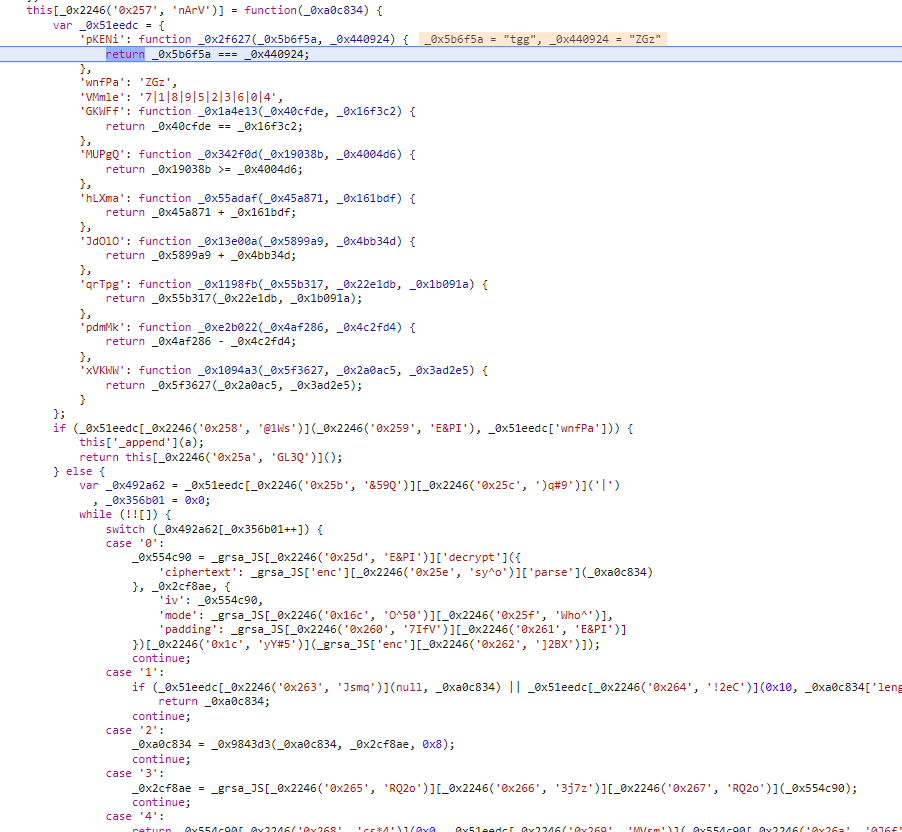 this[_0x2246('0x257', 'nArV')] = function(_0xa0c834) {
var _0x51eedc = {
'pKENi': function _0x2f627(_0x5b6f5a, _0x440924) { _0x5b6f5a = "tgg", _0x440924 = "ZGz"
return _0x5b6f5a === _0x440924;
},
'wnfPa': 'ZGz',
'VMmle': '7|1|8|9|5|2|3|6|0|4',
'GKWFf': function _0x1a4e13(_0x40cfde, _0x16f3c2) {
return _0x40cfde == _0x16f3c2;
},
'MUPgQ': function _0x342f0d(_0x19038b, _0x4004d6) {
return _0x19038b >= _0x4004d6;
},
'hLXma': function _0x55adaf(_0x45a871, _0x161bdf) {
return _0x45a871 + _0x161bdf;
},
'JdOlO': function _0x13e00a(_0x5899a9, _0x4bb34d) {
return _0x5899a9 + _0x4bb34d;
},
'qrTpg': function _0x1198fb(_0x55b317, _0x22e1db, _0x1b091a) {
return _0x55b317(_0x22e1db, _0x1b091a);
},
'pdmMk': function _0xe2b022(_0x4af286, _0x4c2fd4) {
return _0x4af286 - _0x4c2fd4;
},
'xVKWW': function _0x1094a3(_0x5f3627, _0x2a0ac5, _0x3ad2e5) {
return _0x5f3627(_0x2a0ac5, _0x3ad2e5);
}
};
if (_0x51eedc[_0x2246('0x258', '@1Ws')](_0x2246('0x259', 'E&PI'), _0x51eedc['wnfPa'])) {
this['_append'](a);
return this[_0x2246('0x25a', 'GL3Q')]();
} else {
var _0x492a62 = _0x51eedc[_0x2246('0x25b', '&59Q')][_0x2246('0x25c', ')q#9')]('|')
, _0x356b01 = 0x0;
while (!![]) {
switch (_0x492a62[_0x356b01++]) {
case '0':
_0x554c90 = _grsa_JS[_0x2246('0x25d', 'E&PI')]['decrypt']({
'ciphertext': _grsa_JS['enc'][_0x2246('0x25e', 'sy^o')]['parse'](_0xa0c834)
}, _0x2cf8ae, {
'iv': _0x554c90,
'mode': _grsa_JS[_0x2246('0x16c', 'O^50')][_0x2246('0x25f', 'Who^')],
'padding': _grsa_JS[_0x2246('0x260', '7IfV')][_0x2246('0x261', 'E&PI')]
})[_0x2246('0x1c', 'yY#5')](_grsa_JS['enc'][_0x2246('0x262', ']2BX')]);
continue;
case '1':
if (_0x51eedc[_0x2246('0x263', 'Jsmq')](null, _0xa0c834) || _0x51eedc[_0x2246('0x264', '!2eC')](0x10, _0xa0c834['leng
return _0xa0c834;
continue;
case '2':
_0xa0c834 = _0x9843d3(_0xa0c834, _0x2cf8ae, 0x8);
continue;
case '3':
_0x2cf8ae = _grsa_JS[_0x2246('0x265', 'RQ2o')][_0x2246('0x266', '3j7z')][_0x2246('0x267', 'RQ2o')](_0x554c90);
continue;
case '4':